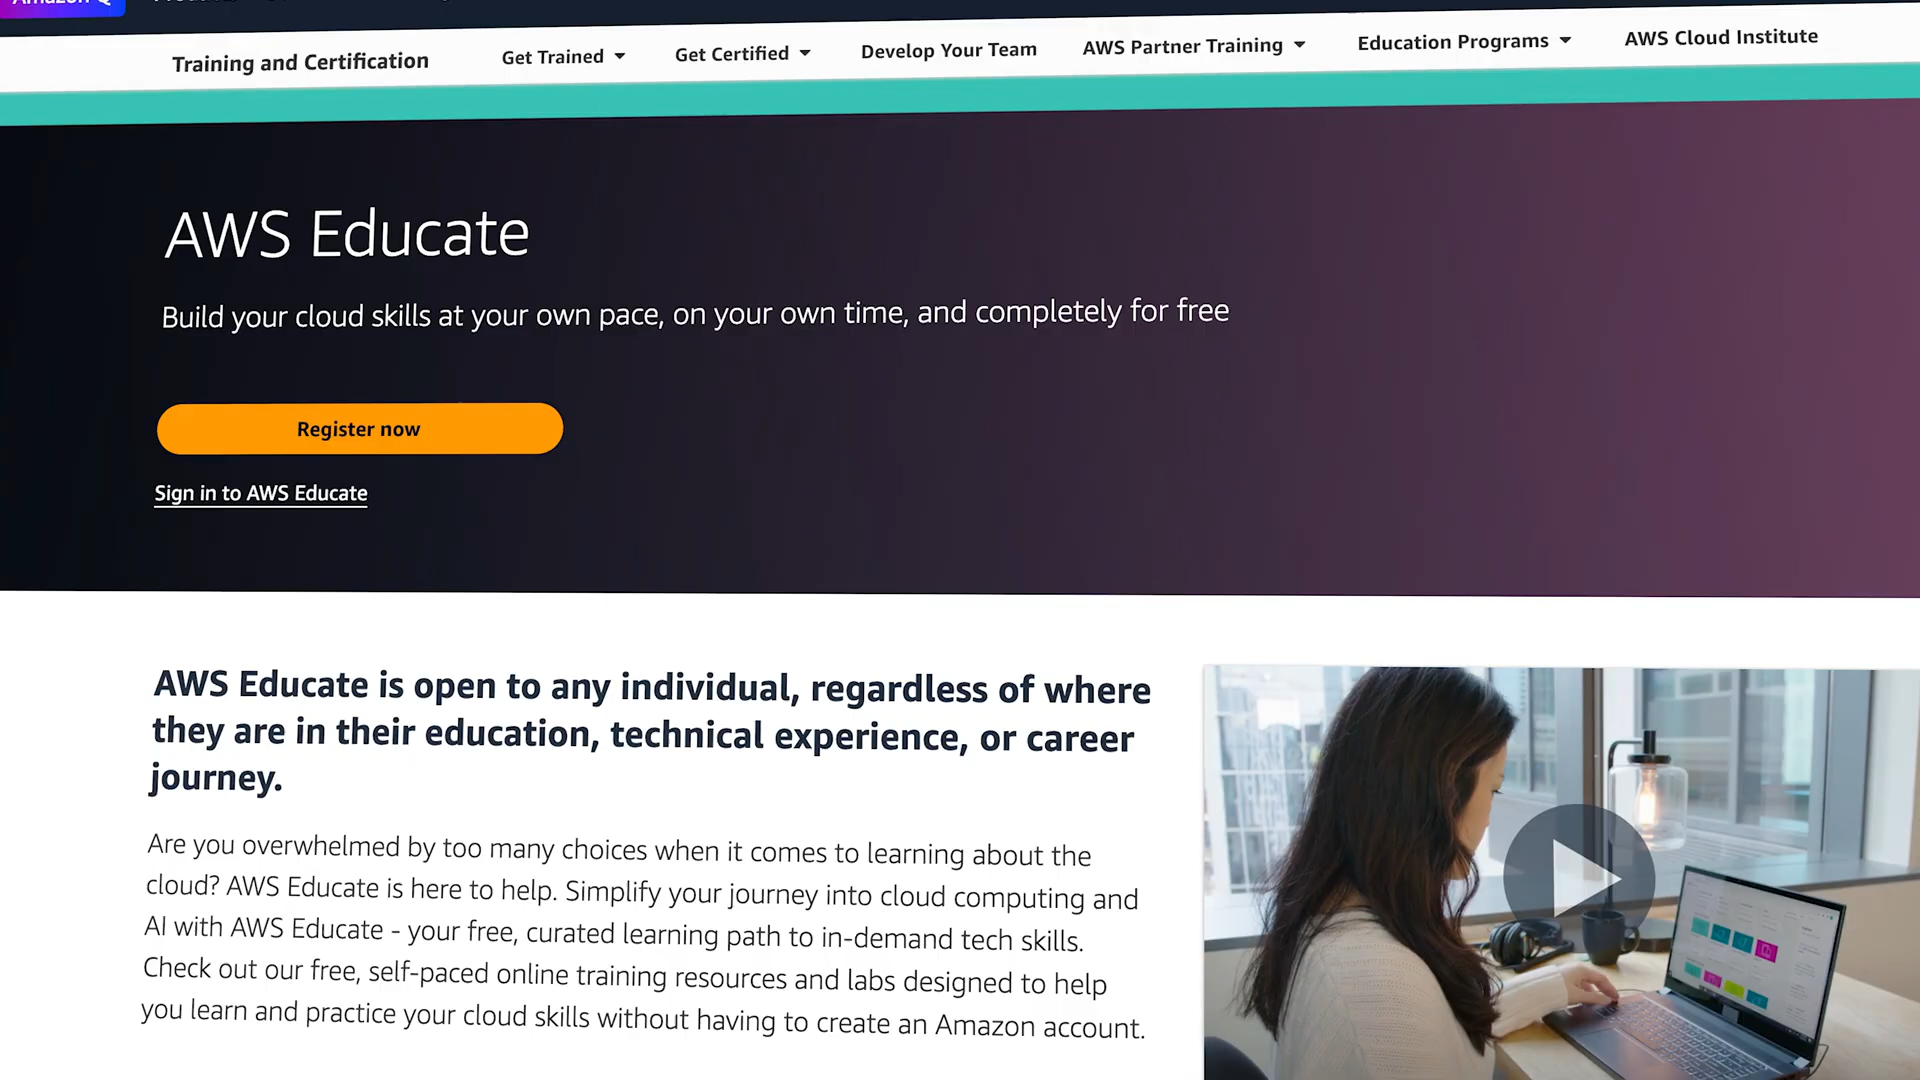 Amazon Q
Training and Certification
Get Trained
Get Certified
Develop Your Team
AWS Partner Training
Education Programs
AWS Cloud Institute
AWS Educate
Build your cloud skills at your own pace, on your own time, and completely for free
Register now
Sign in to AWS Educate
AWS Educate is open to any individual, regardless of where
they are in their education, technical experience, or career
journey.
Are you overwhelmed by too many choices when it comes to learning about the
cloud? AWS Educate is here to help. Simplify your journey into cloud computing and
AI with AWS Educate - your free, curated learning path to in-demand tech skills.
Check out our free, self-paced online training resources and labs designed to help
you learn and practice your cloud skills without having to create an Amazon account.